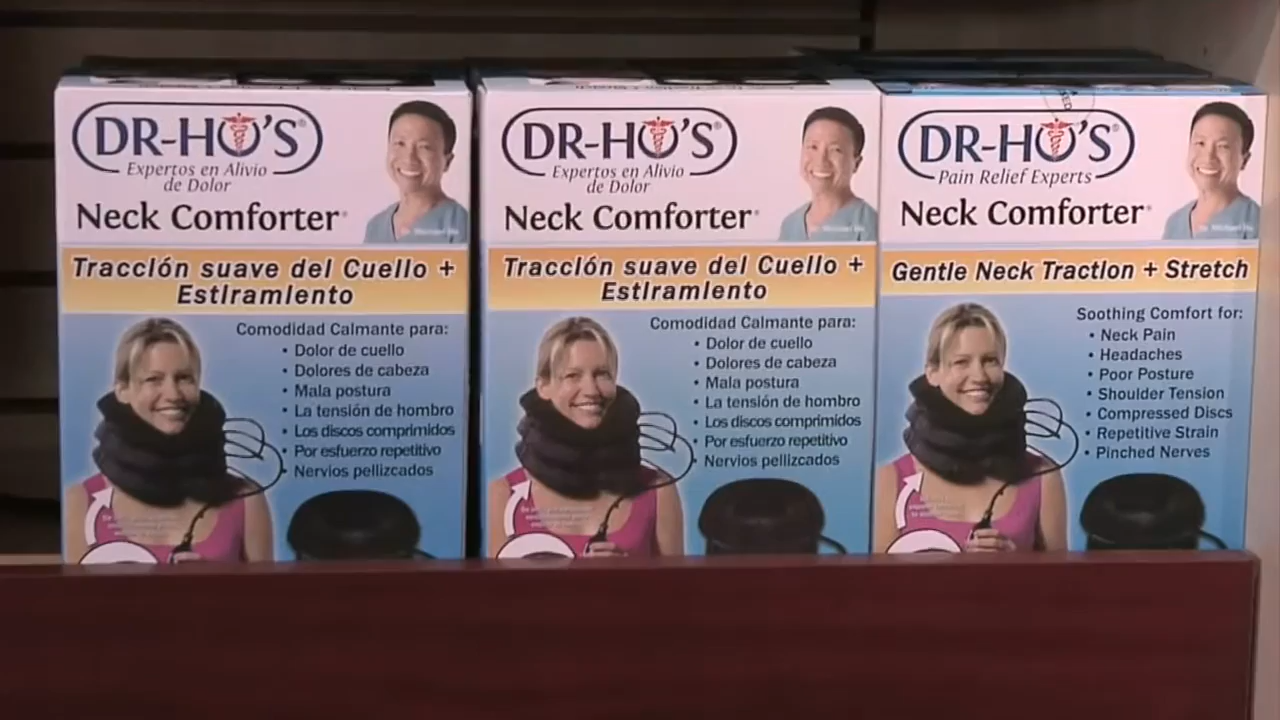 DR-HO'S®
Expertos en Alivio
de Dolor
Neck Comforter®
Tracción suave del Cuello +
Estiramiento
Comodidad Calmante para:
• Dolor de cuello
• Dolores de cabeza
• Mala postura
• La tensión de hombro
• Los discos comprimidos
• Por esfuerzo repetitivo
• Nervios pellizcados
DR-HO'S®
Expertos en Alivio
de Dolor
Neck Comforter®
Tracción suave del Cuello +
Estiramiento
Comodidad Calmante para:
• Dolor de cuello
• Dolores de cabeza
• Mala postura
• La tensión de hombro
• Los discos comprimidos
• Por esfuerzo repetitivo
• Nervios pellizcados
DR-HO'S®
Pain Relief Experts
Neck Comforter®
Gentle Neck Traction + Stretch
Soothing Comfort for:
• Neck Pain
• Headaches
• Poor Posture
• Shoulder Tension
• Compressed Discs
• Repetitive Strain
• Pinched Nerves